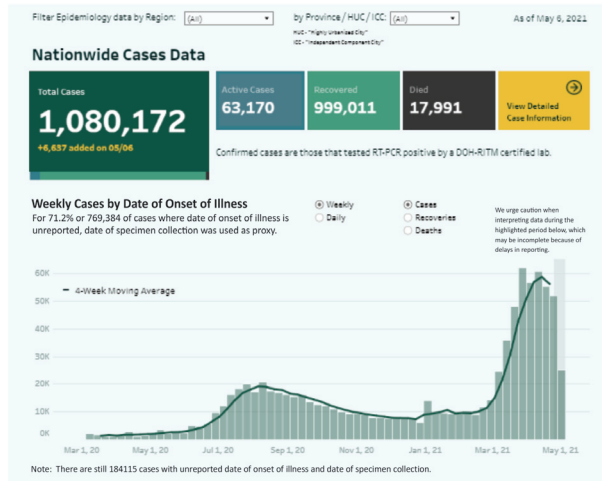 Filter Epidemiology data by Region: (All) by Province / HUC / ICC: (All) As of May 6, 2021
HUC - "Highly Urbanized City"
ICC - "Independent Component City"
Nationwide Cases Data
Total Cases
1,080,172
+6,637 added on 05/06
Active Cases
63,170
Recovered
999,011
Died
17,991
View Detailed
Case Information
Confirmed cases are those that tested RT-PCR positive by a DOH-RITM certified lab.
Weekly Cases by Date of Onset of Illness
For 71.2% or 769,384 of cases where date of onset of illness is
unreported, date of specimen collection was used as proxy.
Weekly
Daily
Cases
Recoveries
Deaths
We urge caution when
interpreting data during the
highlighted period below, which
may be incomplete because of
delays in reporting.
4-Week Moving Average
60K
50K
40K
30K
20K
10K
0K
Mar 1, 20 May 1, 20 Jul 1, 20 Sep 1, 20 Nov 1, 20 Jan 1, 21 Mar 1, 21 May 1, 21
Note: There are still 184115 cases with unreported date of onset of illness and date of specimen collection.